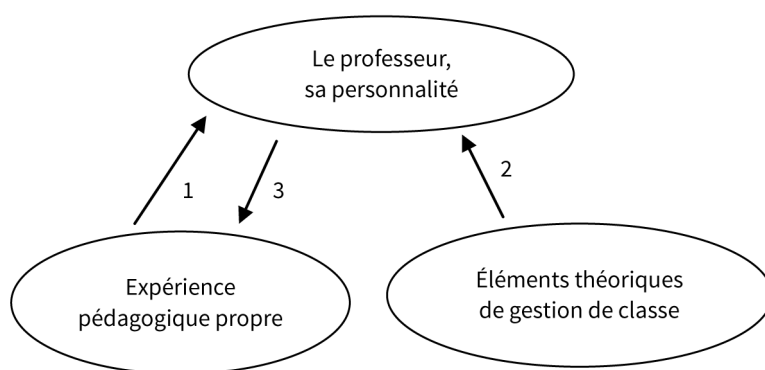 Le professeur,
sa personnalité
1
3
2
Expérience
pédagogique propre
Éléments théoriques
de gestion de classe